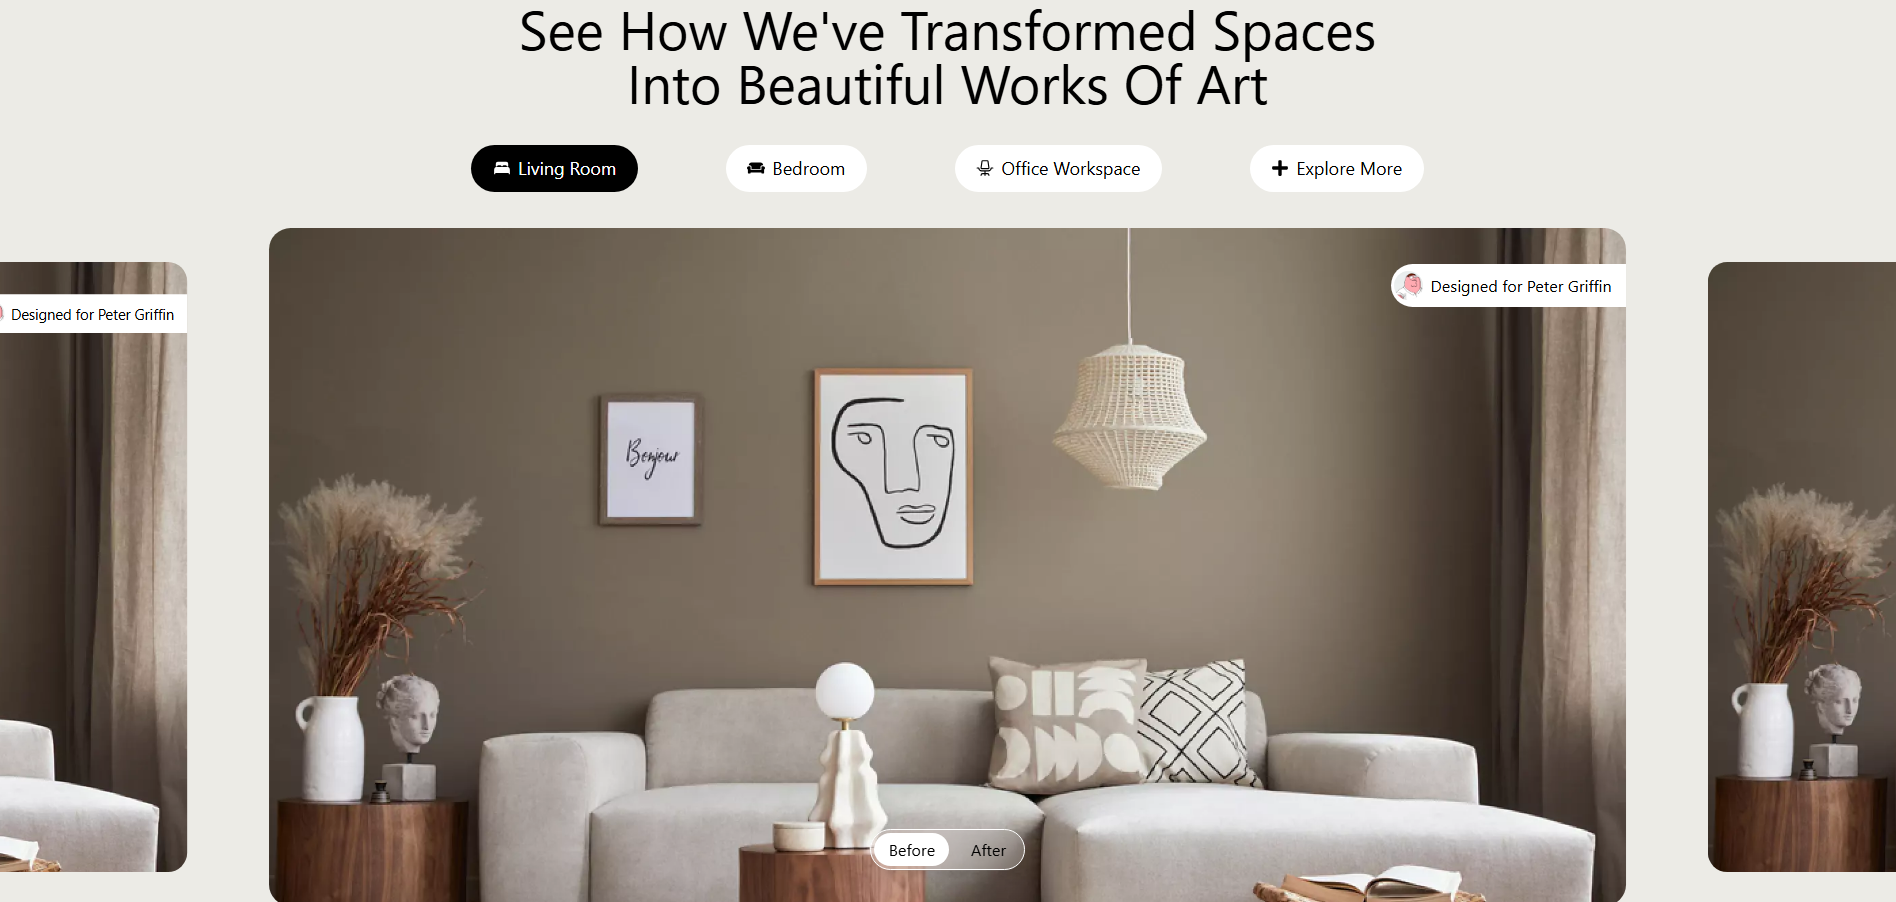 See How We've Transformed Spaces
Into Beautiful Works Of Art
Living Room
Bedroom
Office Workspace
Explore More
Designed for Peter Griffin
Designed for Peter Griffin
Bonjour
Before
After